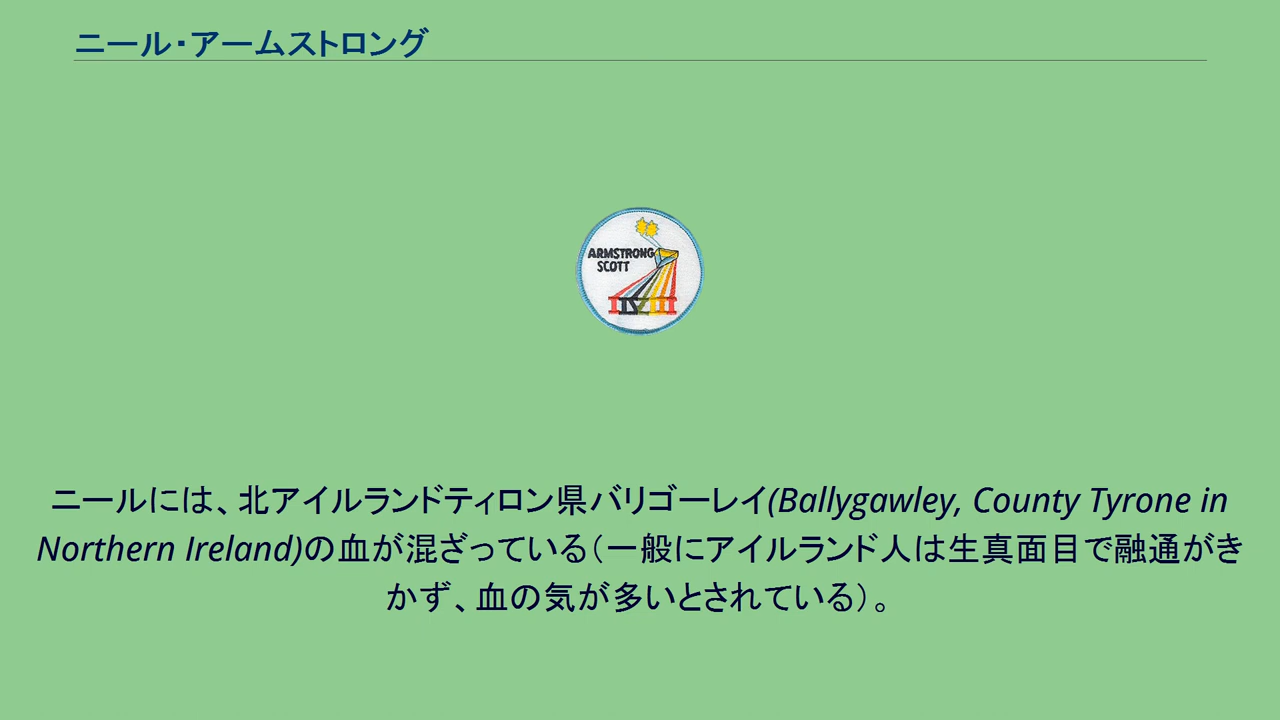 ニール・アームストロング
ARMSTRONG
SCOTT
ニールには、北アイルランドティロン県バリゴーレイ(Ballygawley, County Tyrone in
Northern Ireland)の血が混ざっている（一般にアイルランド人は生真面目で融通がき
かず、血の気が多いとされている）。